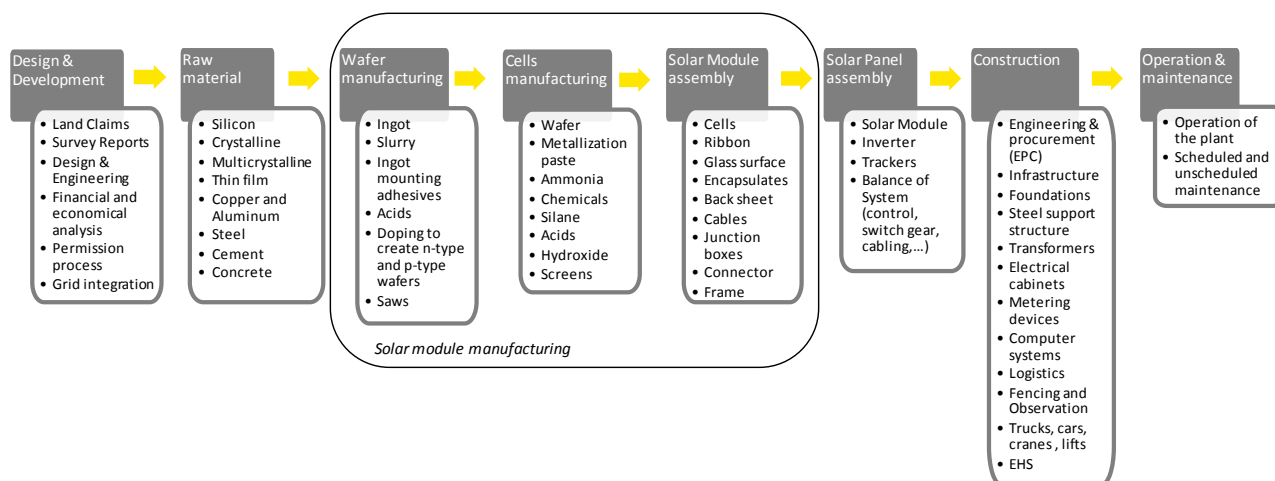 Design &
Development
Land Claims
Survey Reports
Design &
Engineering
Financial and
economical
analysis
Permission
process
Grid integration
Raw
material
Silicon
Crystalline
Multicrystalline
Thin film
Copper and
Aluminum
Steel
Cement
Concrete
Wafer
manufacturing
Ingot
Slurry
Ingot
mounting
adhesives
Acids
Doping to
create n-type
and p-type
wafers
Saws
Cells
manufacturing
Wafer
Metallization
paste
Ammonia
Chemicals
Silane
Acids
Hydroxide
Screens
Solar Module
assembly
Cells
Ribbon
Glass surface
Encapsulates
Back sheet
Cables
Junction
boxes
Connector
Frame
Solar module manufacturing
Solar Panel
assembly
Solar Module
Inverter
Trackers
Balance of
System
(control,
switch gear,
cabling,...)
Construction
Engineering &
procurement
(EPC)
Infrastructure
Foundations
Steel support
structure
Transformers
Electrical
cabinets
Metering
devices
Computer
systems
Logistics
Fencing and
Observation
Trucks, cars,
cranes , lifts
EHS
Operation &
maintenance
Operation of
the plant
Scheduled and
unscheduled
maintenance